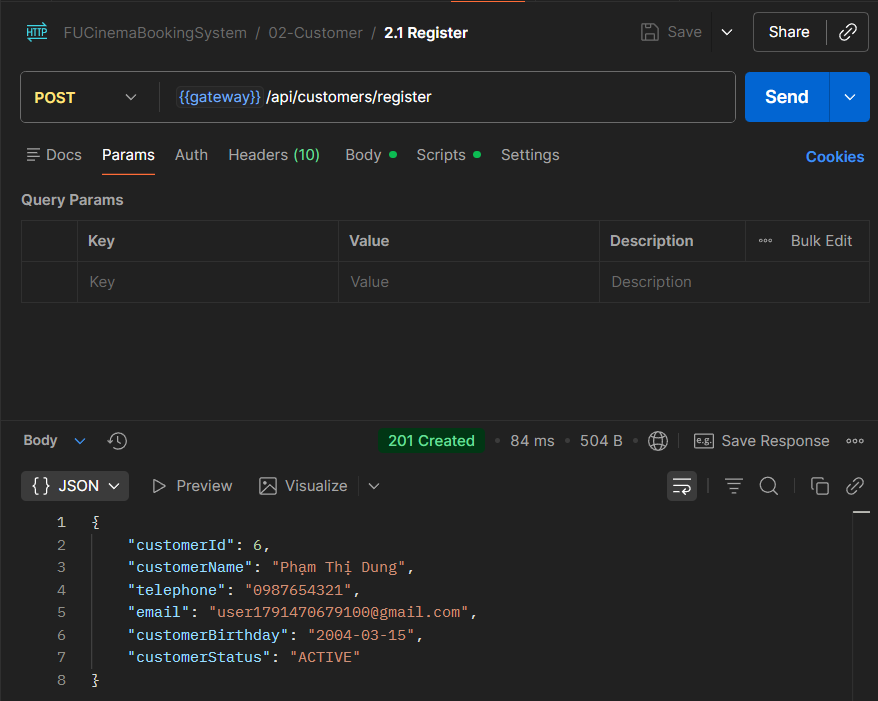 HTTP FUCinemaBookingSystem / 02-Customer / 2.1 Register Save Share
POST {{gateway}} /api/customers/register Send
Docs Params Auth Headers (10) Body Scripts Settings Cookies
Query Params
Key Value Description Bulk Edit
Key Value Description
Body 201 Created 84 ms 504 B e.g. Save Response
{} JSON Preview Visualize
1 {
2 "customerId": 6,
3 "customerName": "Phạm Thị Dung",
4 "telephone": "0987654321",
5 "email": "user1791470679100@gmail.com",
6 "customerBirthday": "2004-03-15",
7 "customerStatus": "ACTIVE"
8 }